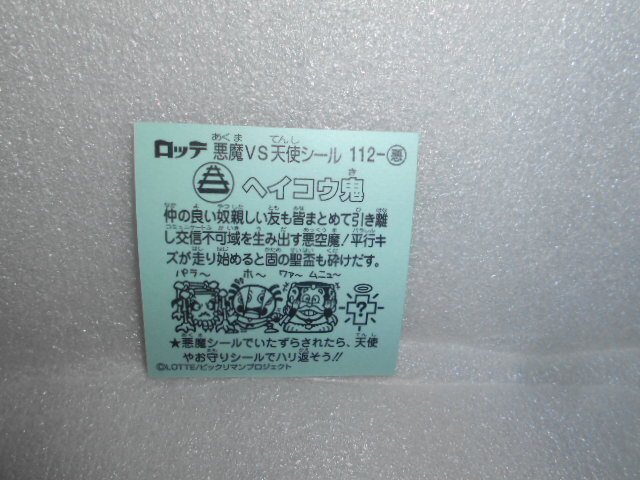 ロッテ 悪魔VS天使シール 112-悪
ヘイコウ鬼
仲の良い奴親しい友も皆まとめて引き離
し交信不可域を生み出す悪空魔!平行キ
ズが走り始めると固の聖盃も砕けだす。
パラ〜 ホ〜 ワァ〜 ムニュ〜
?
★悪魔シールでいたずらされたら、天使
やお守りシールでハリ返そう!!
©LOTTE/ビックリマンプロジェクト